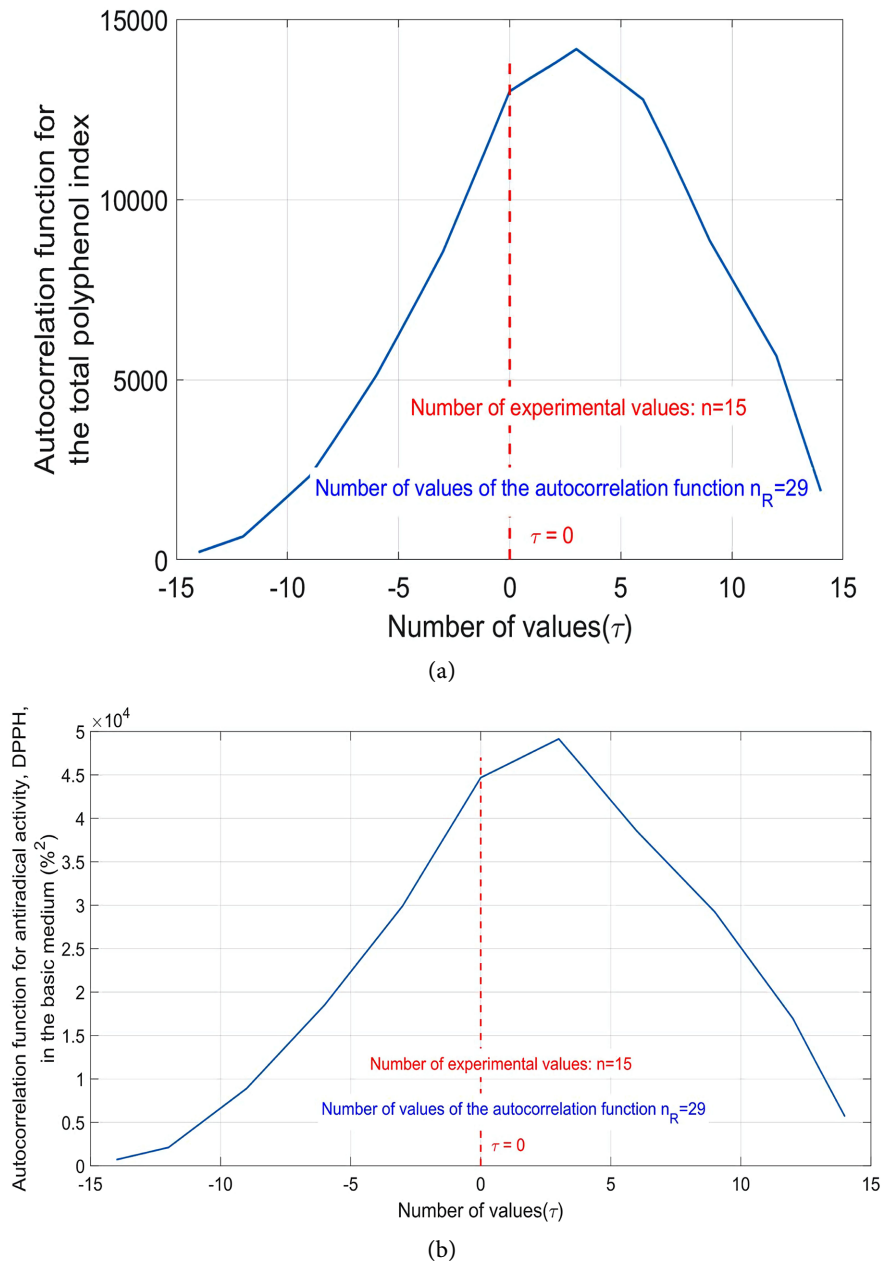 Autocorrelation function for
the total polyphenol index
15000
10000
5000
0
Number of experimental values: n=15
Number of values of the autocorrelation function n_R=29
τ = 0
-15 -10 -5 0 5 10 15
Number of values(τ)
(a)
Autocorrelation function for antiradical activity, DPPH,
in the basic medium (%²)
×10⁴
5
4.5
4
3.5
3
2.5
2
1.5
1
0.5
0
Number of experimental values: n=15
Number of values of the autocorrelation function n_R=29
τ = 0
-15 -10 -5 0 5 10 15
Number of values(τ)
(b)